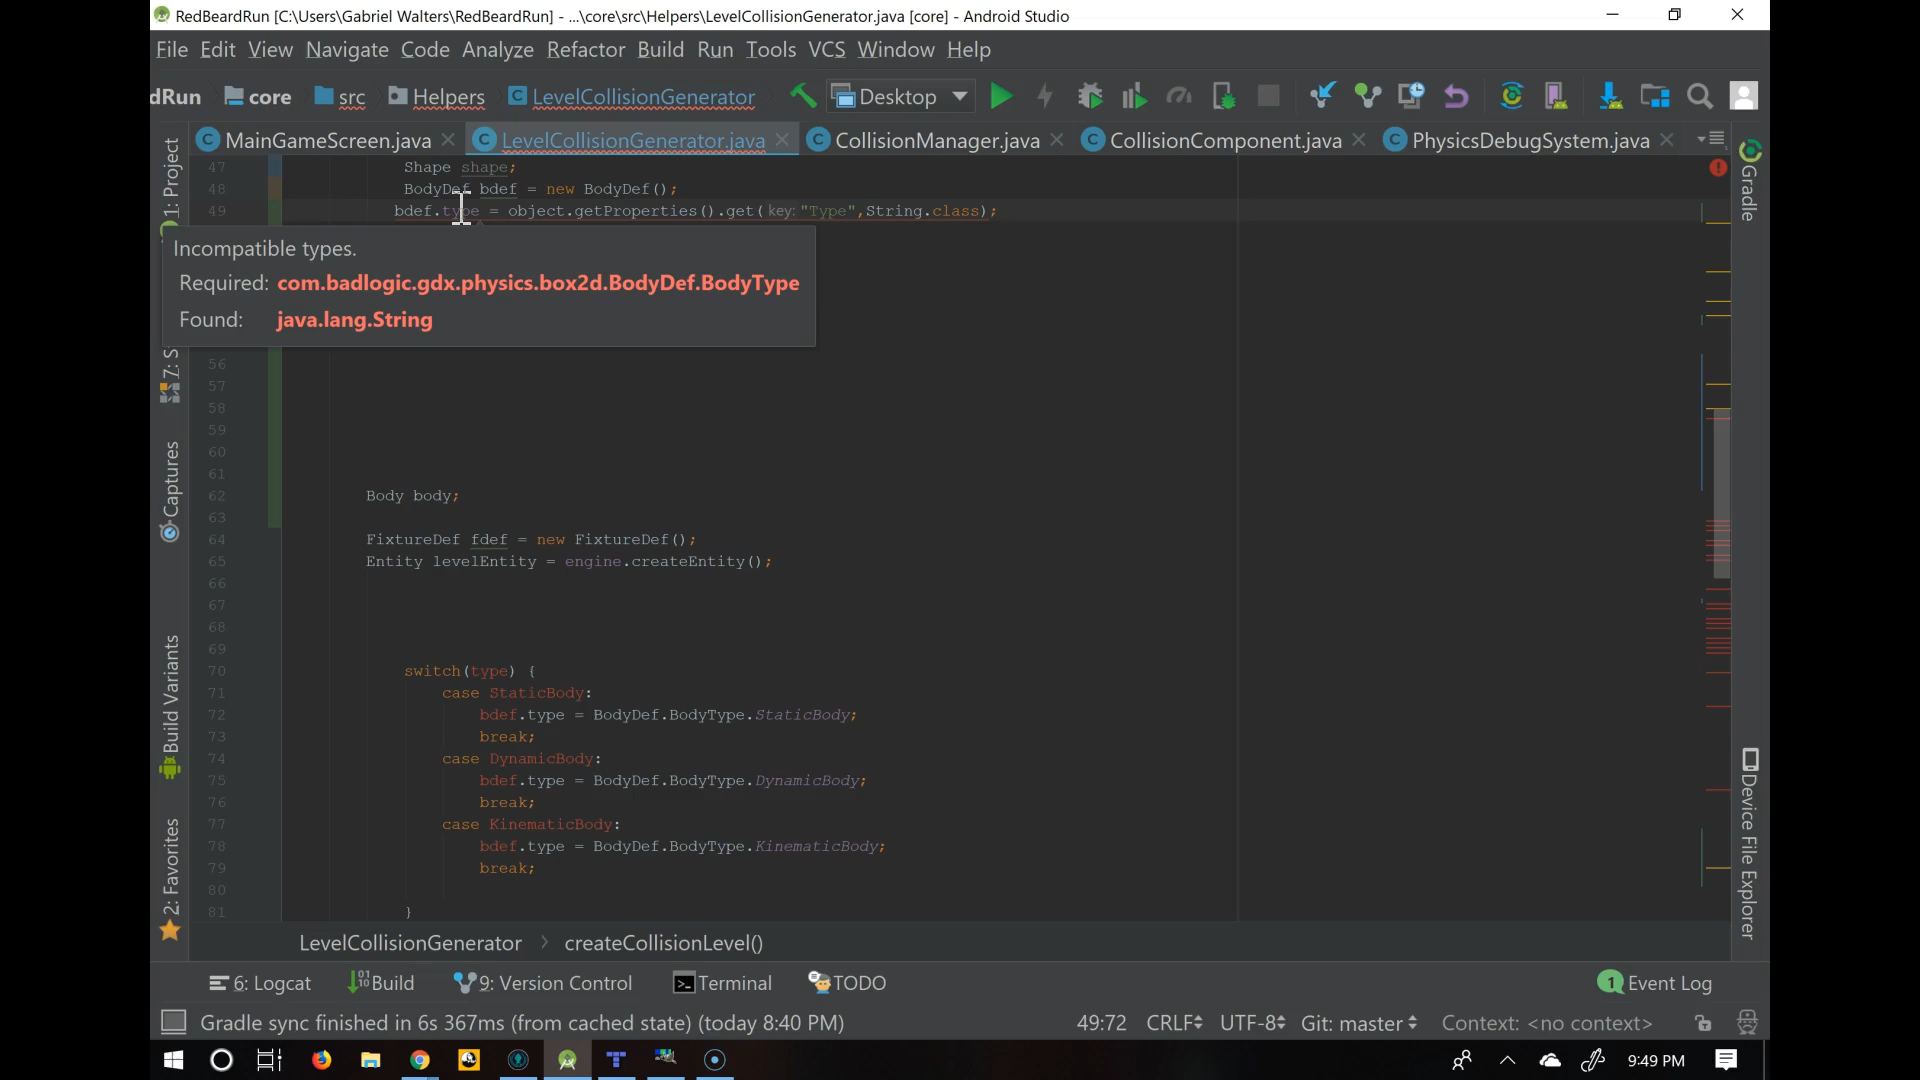 RedBeardRun [C:\Users\Gabriel Walters\RedBeardRun] - ...\core\src\Helpers\LevelCollisionGenerator.java [core] - Android Studio
File Edit View Navigate Code Analyze Refactor Build Run Tools VCS Window Help
dRun core src Helpers LevelCollisionGenerator Desktop
MainGameScreen.java LevelCollisionGenerator.java CollisionManager.java CollisionComponent.java PhysicsDebugSystem.java
1: Project
Gradle
47 Shape shape;
48 BodyDef bdef = new BodyDef();
49 bdef.type = object.getProperties().get( key: "Type",String.class);
Incompatible types.
Required: com.badlogic.gdx.physics.box2d.BodyDef.BodyType
Found: java.lang.String
Z: S
56
57
58
59
60
61
Captures
62 Body body;
63
64 FixtureDef fdef = new FixtureDef();
65 Entity levelEntity = engine.createEntity();
66
67
68
69
70 switch(type) {
71 case StaticBody:
72 bdef.type = BodyDef.BodyType.StaticBody;
73 break;
74 case DynamicBody:
75 bdef.type = BodyDef.BodyType.DynamicBody;
76 break;
77 case KinematicBody:
78 bdef.type = BodyDef.BodyType.KinematicBody;
79 break;
80
81 }
Build Variants
2: Favorites
Device File Explorer
LevelCollisionGenerator createCollisionLevel()
6: Logcat Build 9: Version Control Terminal TODO 1 Event Log
Gradle sync finished in 6s 367ms (from cached state) (today 8:40 PM) 49:72 CRLF UTF-8 Git: master Context: <no context>
9:49 PM